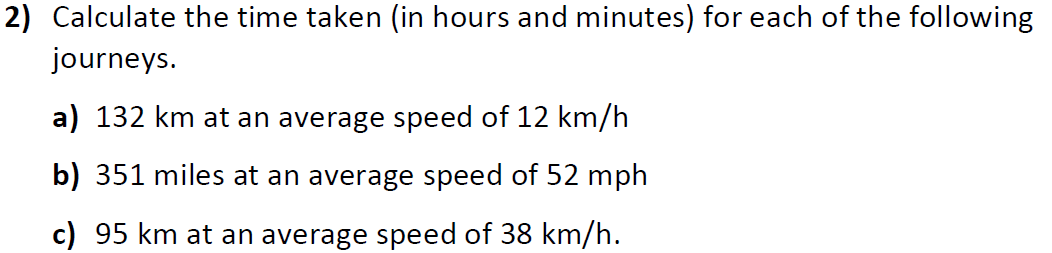 2) Calculate the time taken (in hours and minutes) for each of the following
journeys.
a) 132 km at an average speed of 12 km/h
b) 351 miles at an average speed of 52 mph
c) 95 km at an average speed of 38 km/h.